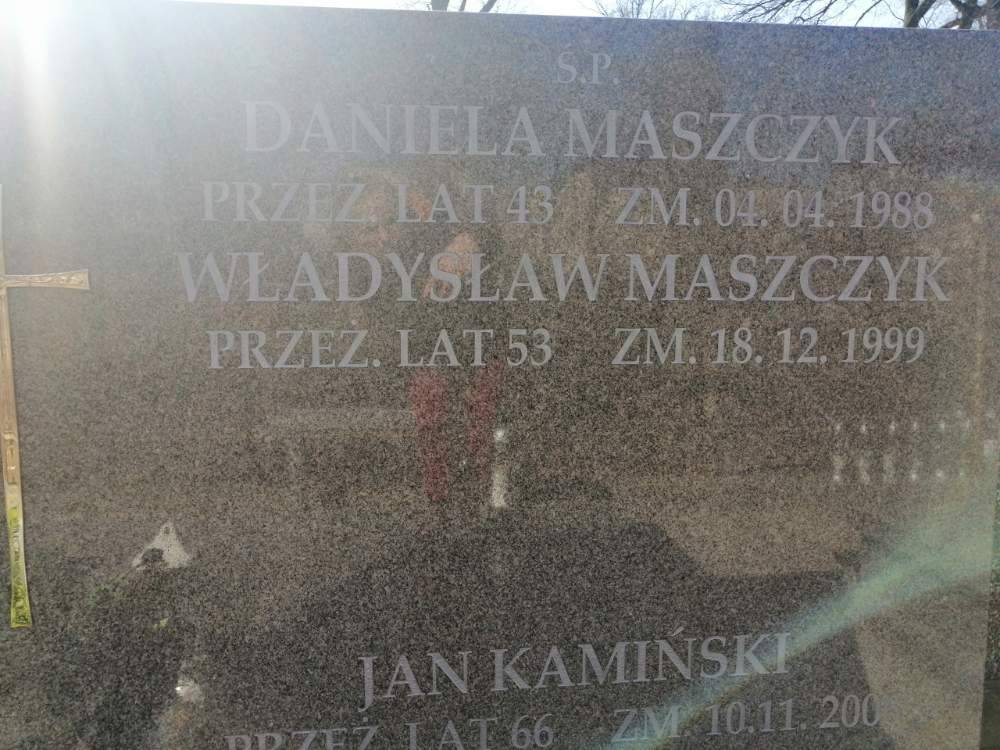 Ś.P.
DANIELA MASZCZYK
PRZEŻ. LAT 43 ZM. 04. 04. 1988
WŁADYSŁAW MASZCZYK
PRZEŻ. LAT 53 ZM. 18. 12. 1999
JAN KAMIŃSKI
PRZEŻ. LAT 66 ZM. 10.11.